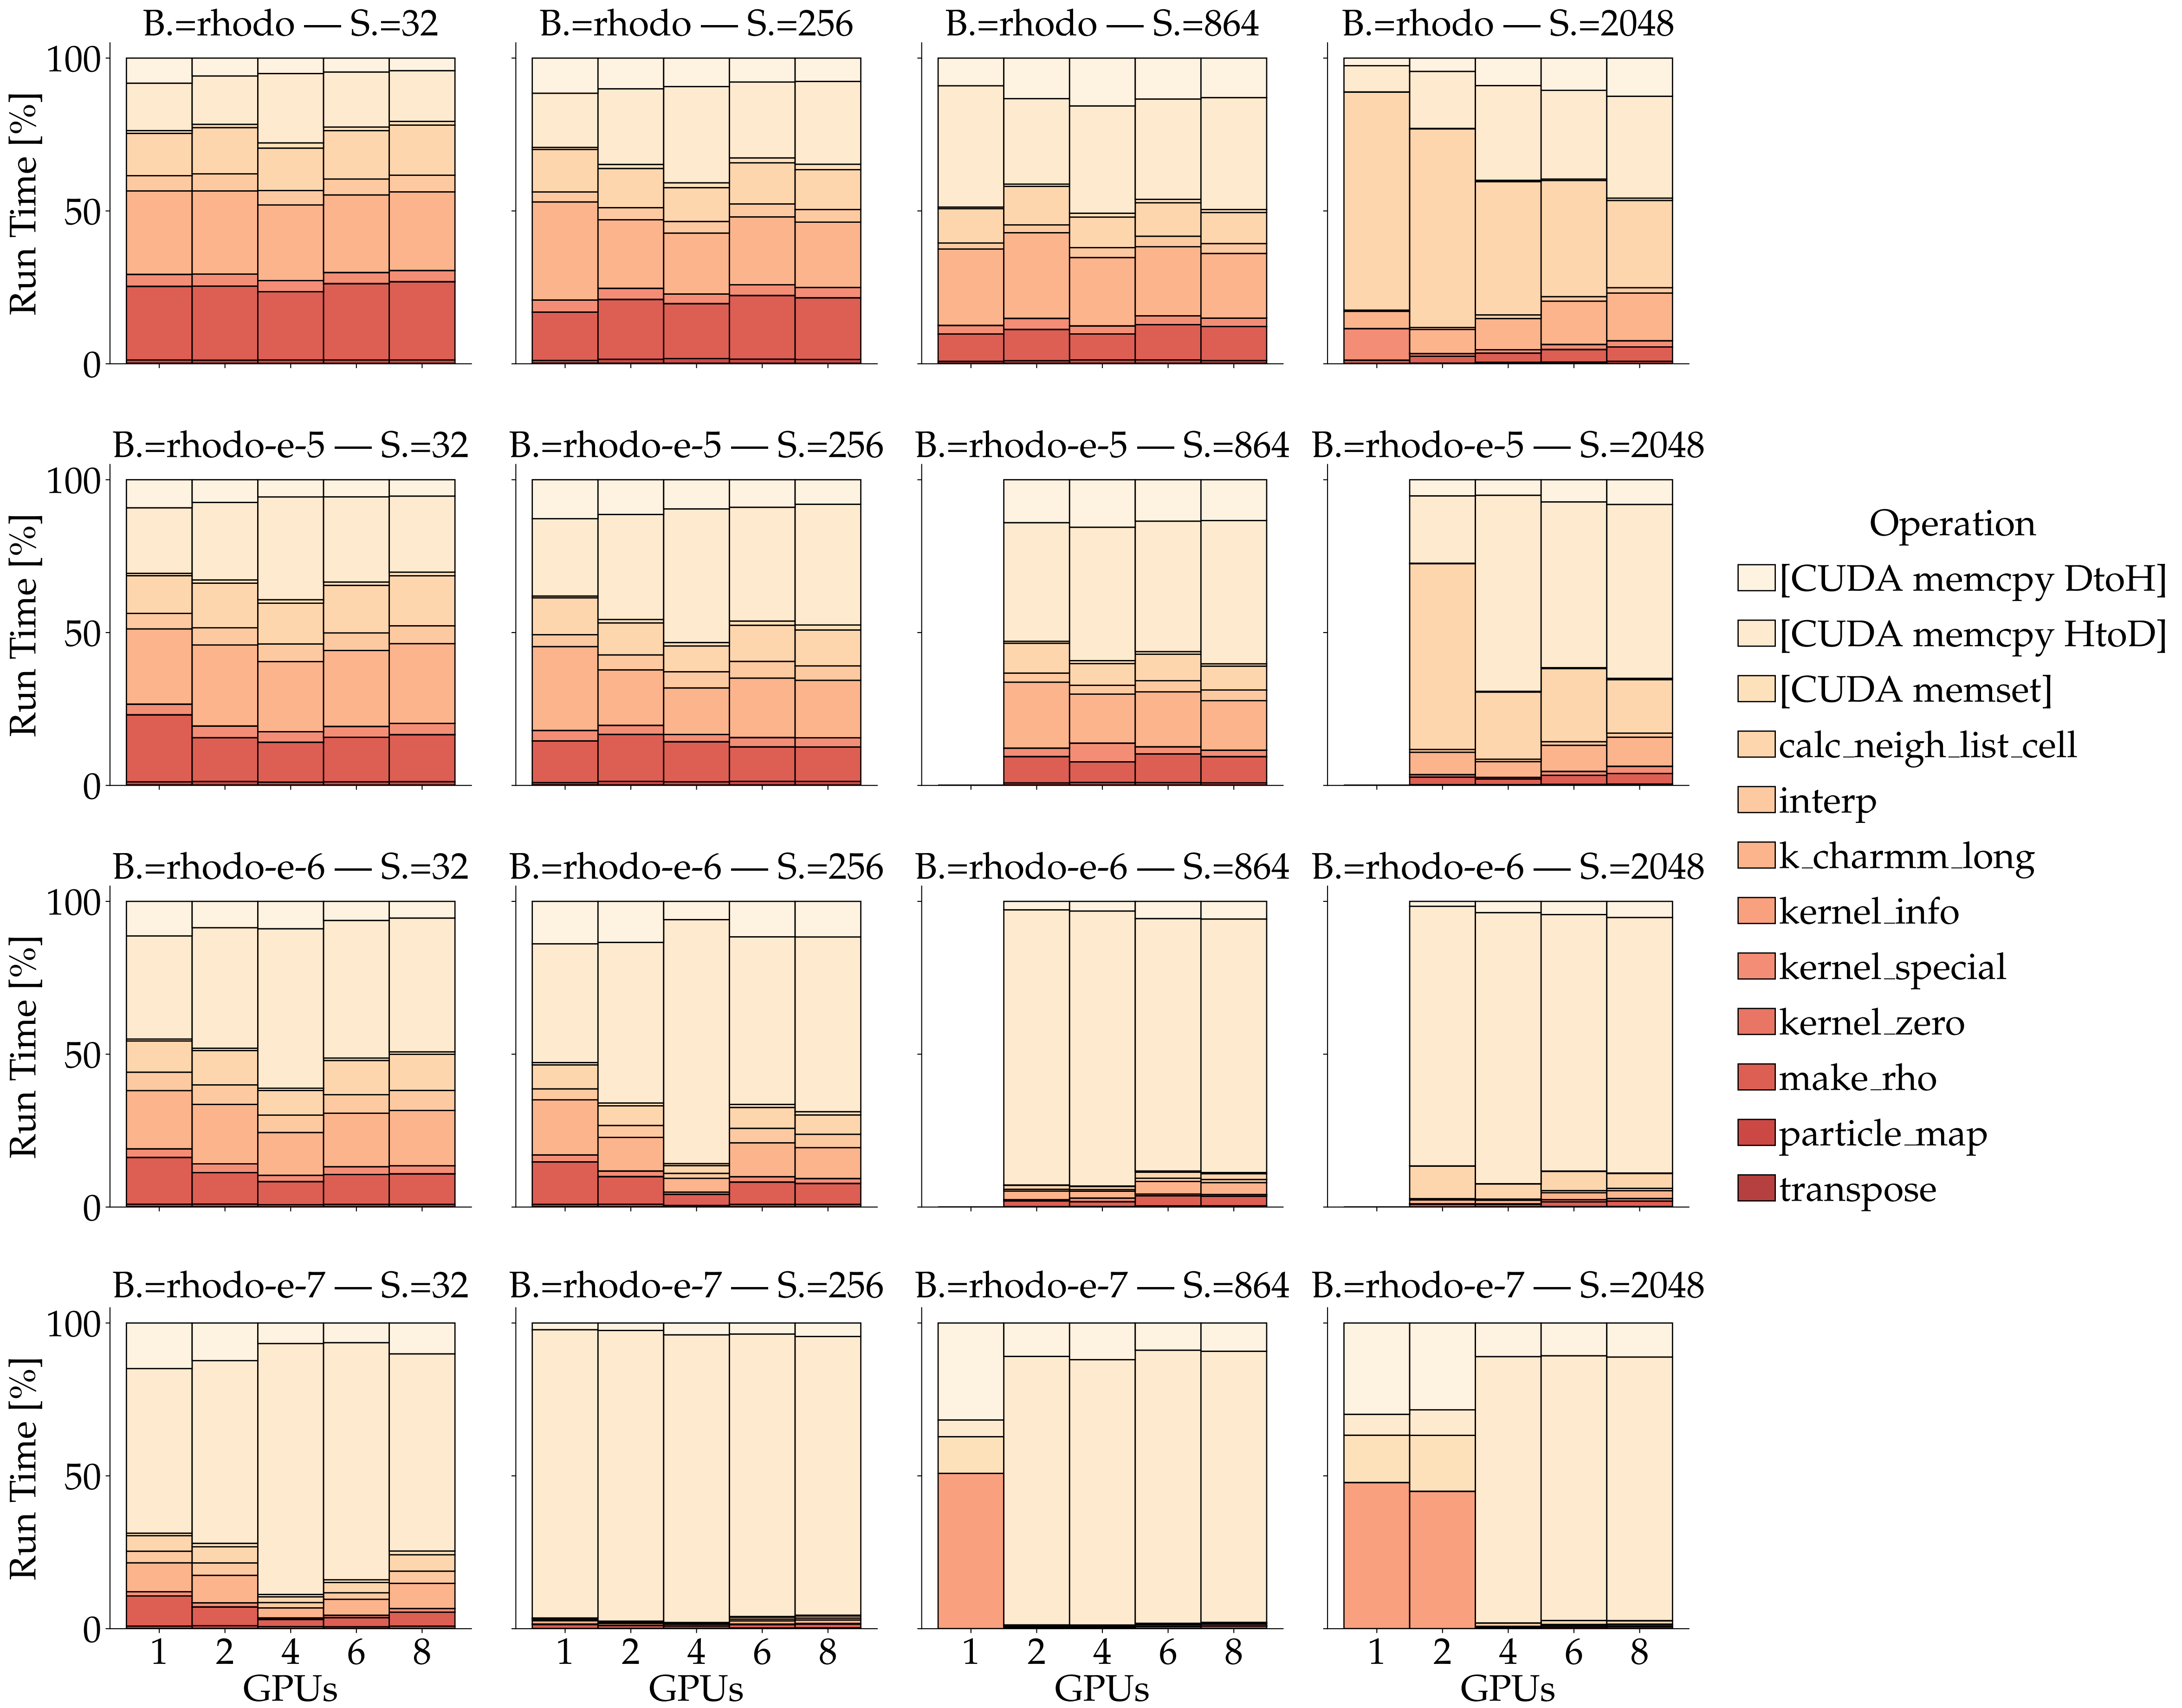 B.=rhodo — S.=32
B.=rhodo — S.=256
B.=rhodo — S.=864
B.=rhodo — S.=2048
Run Time [%]
100
50
0
B.=rhodo-e-5 — S.=32
B.=rhodo-e-5 — S.=256
B.=rhodo-e-5 — S.=864
B.=rhodo-e-5 — S.=2048
Run Time [%]
100
50
0
B.=rhodo-e-6 — S.=32
B.=rhodo-e-6 — S.=256
B.=rhodo-e-6 — S.=864
B.=rhodo-e-6 — S.=2048
Run Time [%]
100
50
0
B.=rhodo-e-7 — S.=32
B.=rhodo-e-7 — S.=256
B.=rhodo-e-7 — S.=864
B.=rhodo-e-7 — S.=2048
Run Time [%]
100
50
0
1 2 4 6 8
GPUs
1 2 4 6 8
GPUs
1 2 4 6 8
GPUs
1 2 4 6 8
GPUs
Operation
[CUDA memcpy DtoH]
[CUDA memcpy HtoD]
[CUDA memset]
calc_neigh_list_cell
interp
k_charmm_long
kernel_info
kernel_special
kernel_zero
make_rho
particle_map
transpose